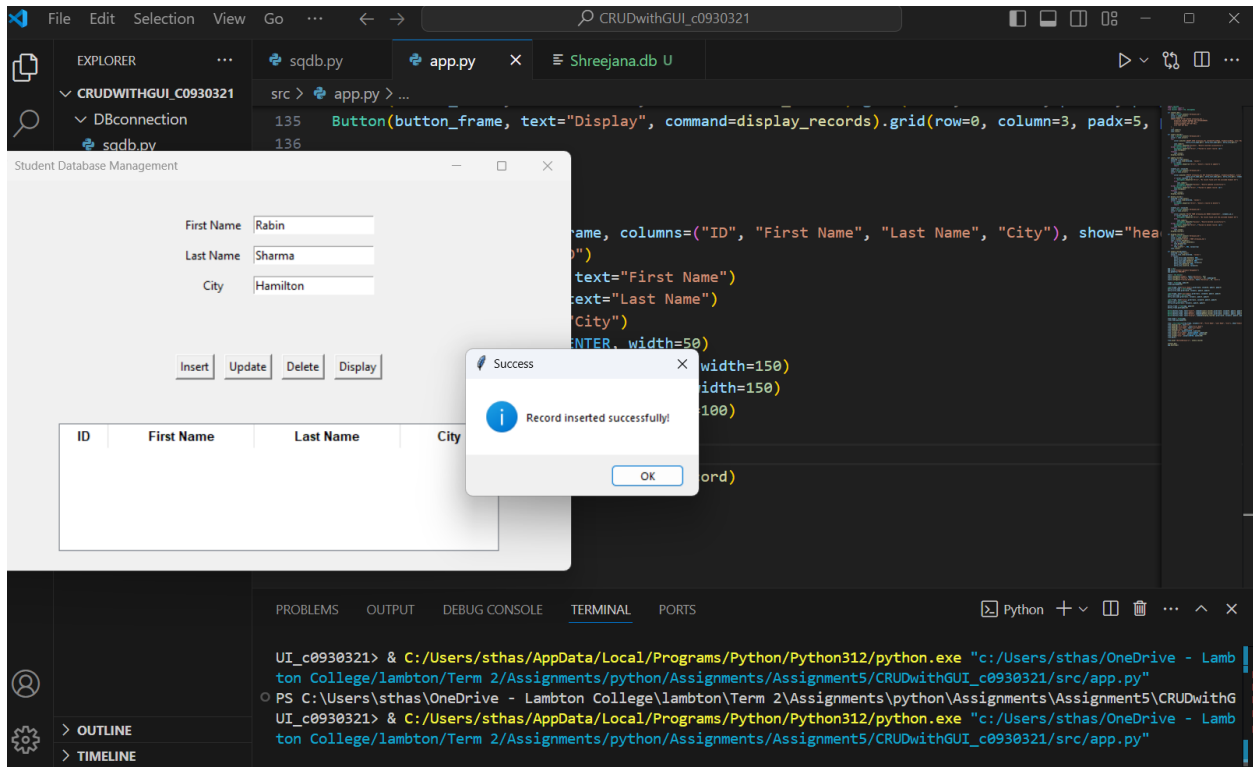 File Edit Selection View Go ··· CRUDwithGUI_c0930321
EXPLORER ···
sqdb.py
app.py
Shreejana.db U
CRUDWITHGUI_C0930321
src > app.py > ...
DBconnection
sqdb.py
135 Button(button_frame, text="Display", command=display_records).grid(row=0, column=3, padx=5,
136
Student Database Management
First Name Rabin
Last Name Sharma
City Hamilton
Insert Update Delete Display
ID First Name Last Name City
rame, columns=("ID", "First Name", "Last Name", "City"), show="hea
")
text="First Name")
text="Last Name")
"City")
ENTER, width=50)
width=150)
idth=150)
100)
ord)
Success
Record inserted successfully!
OK
PROBLEMS OUTPUT DEBUG CONSOLE TERMINAL PORTS
Python
UI_c0930321> & C:/Users/sthas/AppData/Local/Programs/Python/Python312/python.exe "c:/Users/sthas/OneDrive - Lamb
ton College/lambton/Term 2/Assignments/python/Assignments/Assignment5/CRUDwithGUI_c0930321/src/app.py"
PS C:\Users\sthas\OneDrive - Lambton College\lambton\Term 2\Assignments\python\Assignments\Assignment5\CRUDwithG
UI_c0930321> & C:/Users/sthas/AppData/Local/Programs/Python/Python312/python.exe "c:/Users/sthas/OneDrive - Lamb
ton College/lambton/Term 2/Assignments/python/Assignments/Assignment5/CRUDwithGUI_c0930321/src/app.py"
OUTLINE
TIMELINE